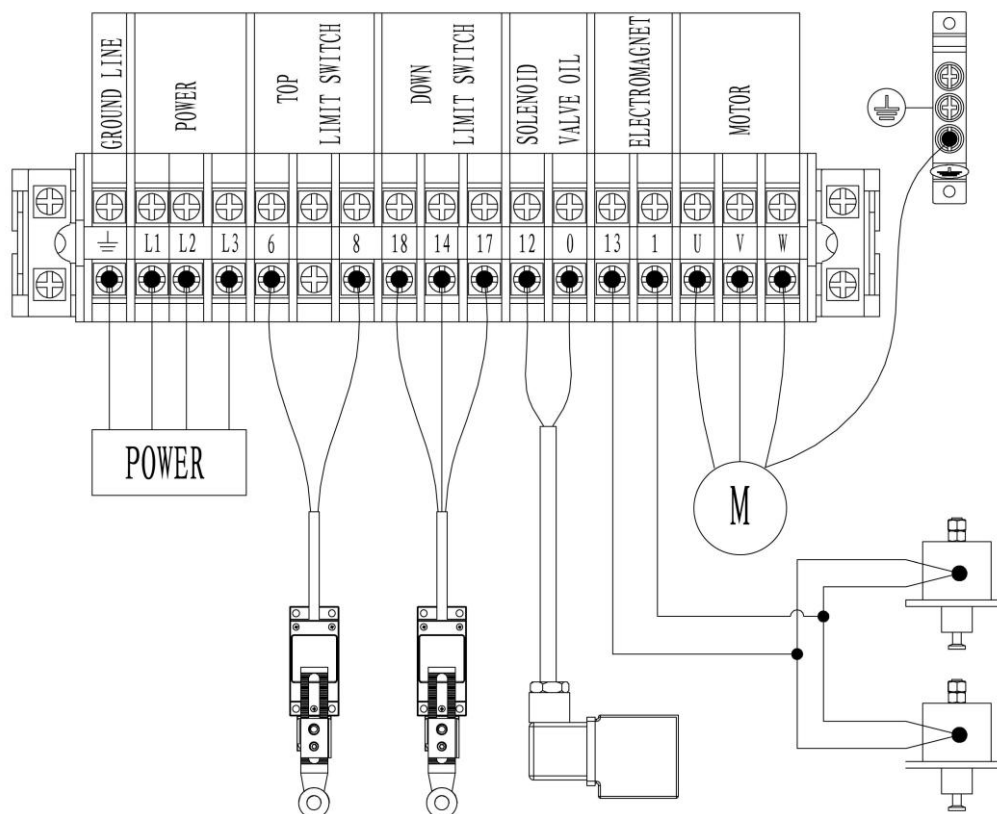 GROUND LINE
POWER
TOP
LIMIT SWITCH
DOWN
LIMIT SWITCH
SOLENOID
VALVE OIL
ELECTROMAGNET
MOTOR
L1 L2 L3 6 8 18 14 17 12 0 13 1 U V W
POWER
M